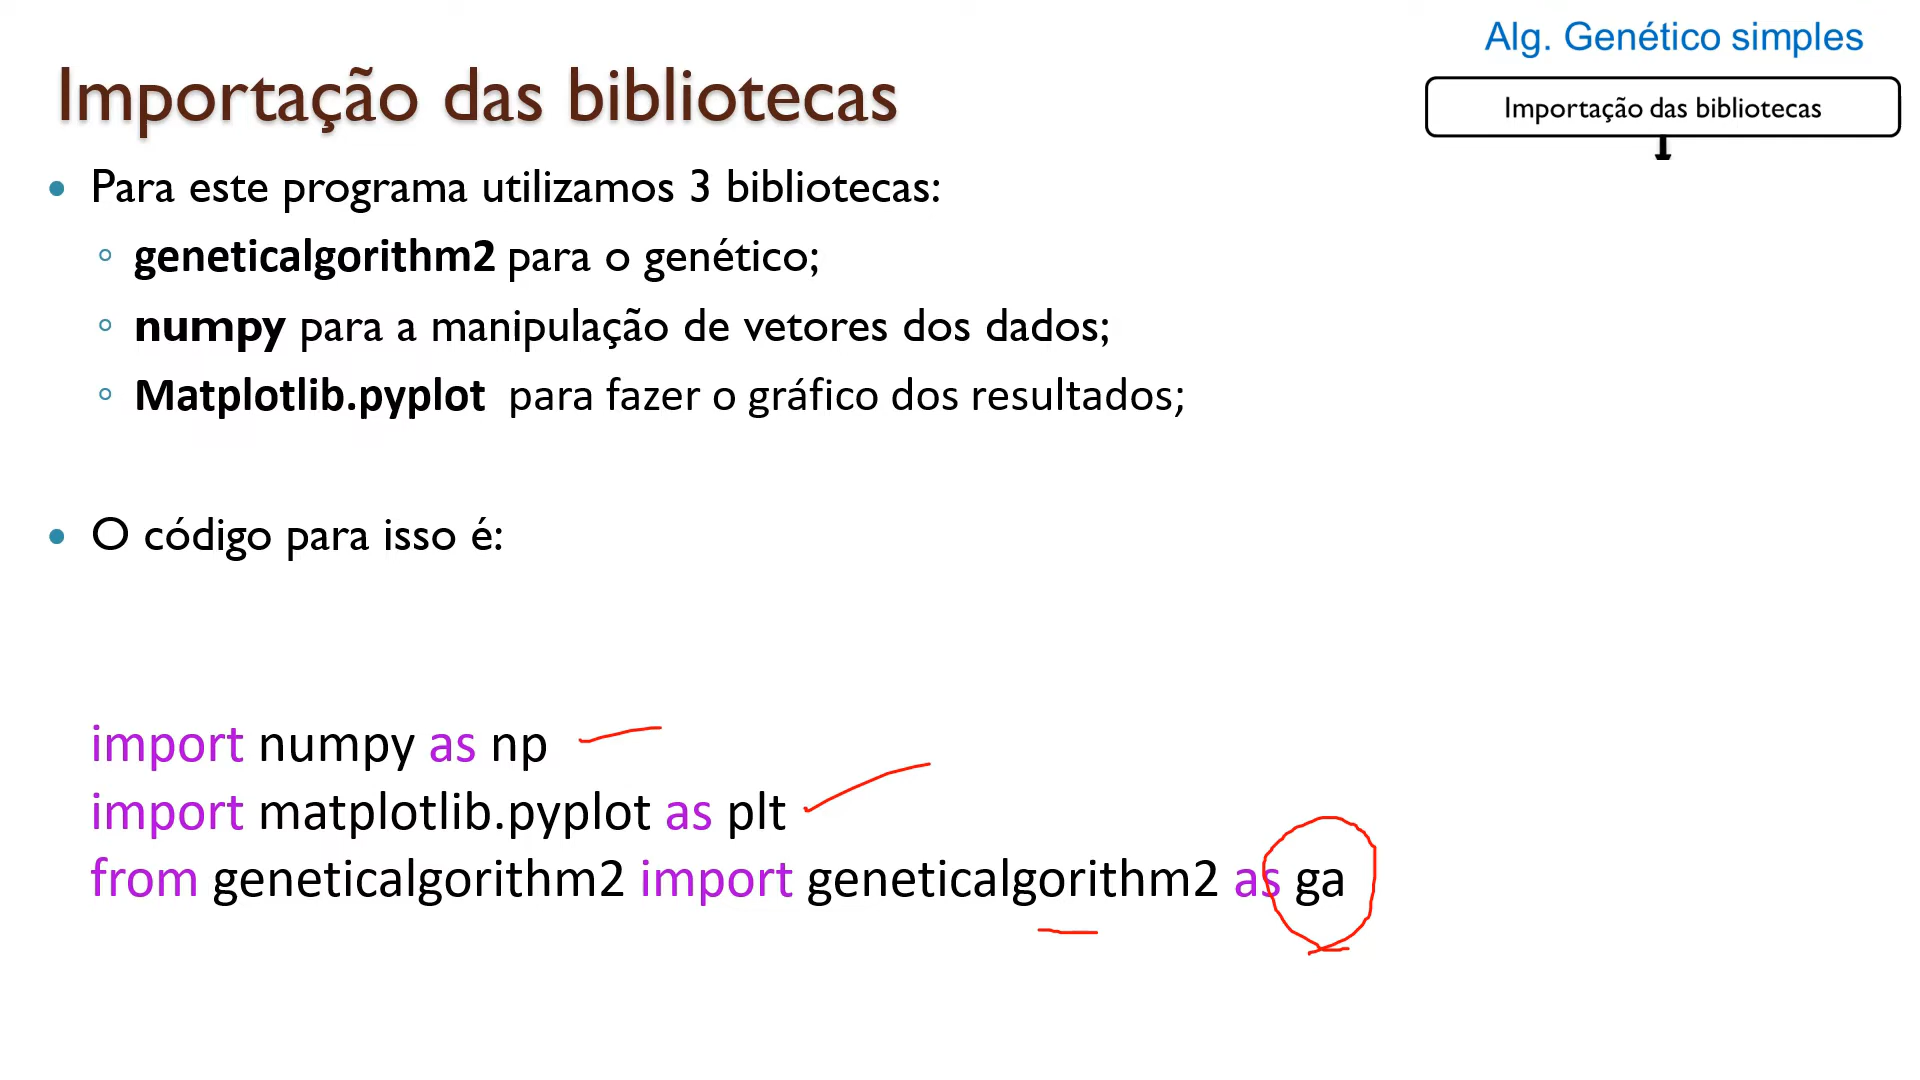 Alg. Genético simples
Importação das bibliotecas
Importação das bibliotecas
Para este programa utilizamos 3 bibliotecas:
geneticalgorithm2 para o genético;
numpy para a manipulação de vetores dos dados;
Matplotlib.pyplot para fazer o gráfico dos resultados;
O código para isso é:
import numpy as np
import matplotlib.pyplot as plt
from geneticalgorithm2 import geneticalgorithm2 as ga